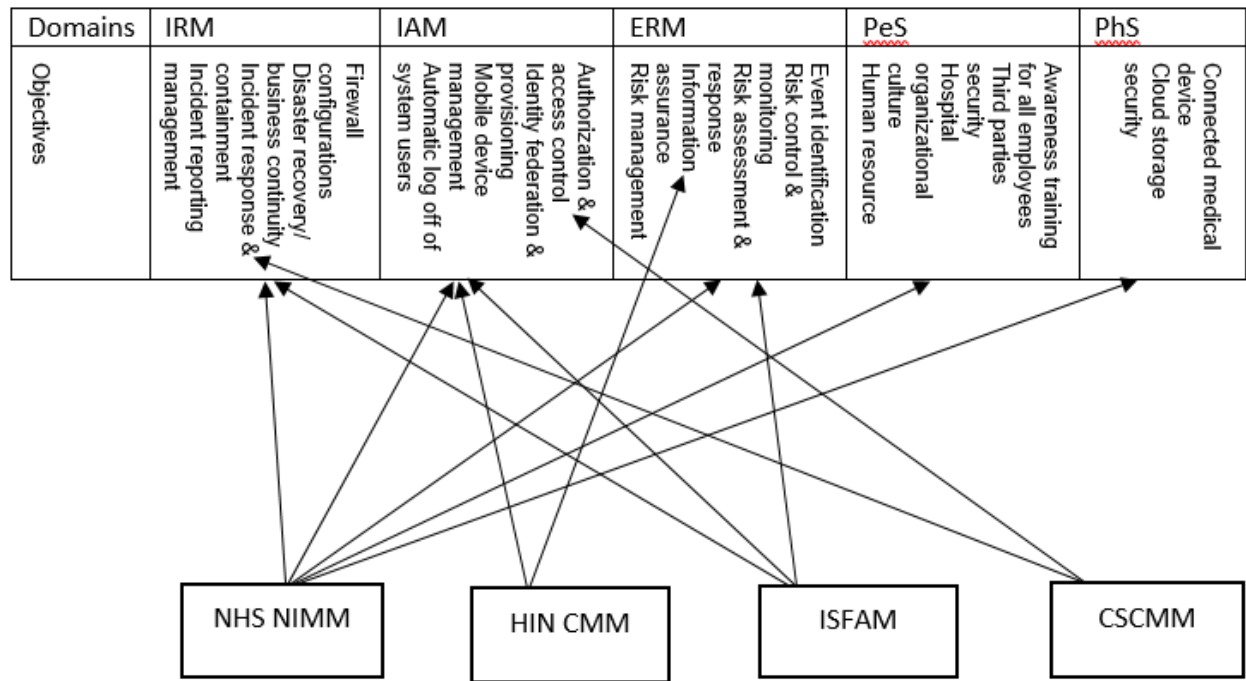 Domains
IRM
IAM
ERM
PeS
PhS
Objectives
Firewall
configurations
Disaster recovery/
business continuity
Incident response &
containment
Incident reporting
management
Authorization &
access control
Identity federation &
provisioning
Mobile device
management
Automatic log off of
system users
Event identification
Risk control &
monitoring
Risk assessment &
response
Information
assurance
Risk management
Awareness training
for all employees
Third parties
security
Hospital
organizational
culture
Human resource
Connected medical
device
Cloud storage
security
NHS NIMM
HIN CMM
ISFAM
CSCMM